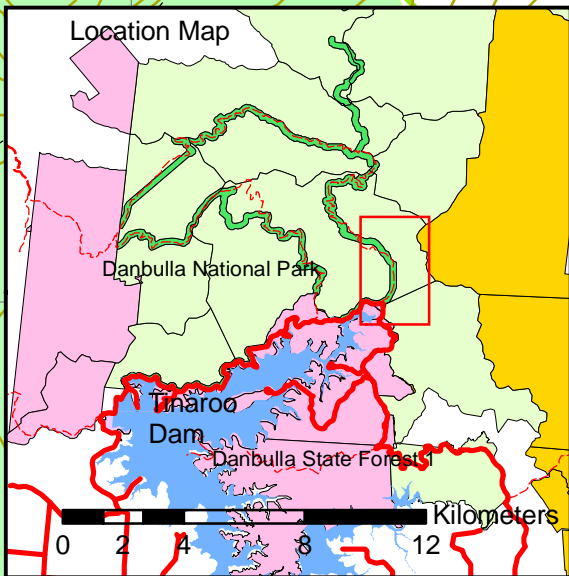 Location Map
Danbulla National Park
Tinaroo
Dam
Danbulla State Forest 1
Kilometers
0 2 4 8 12